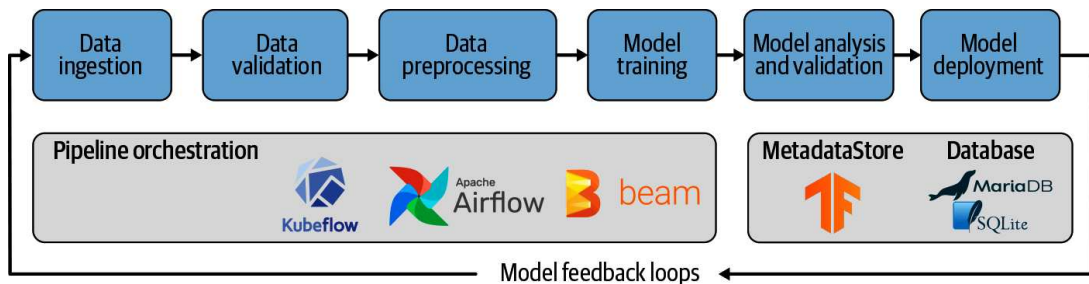 Data
ingestion
Data
validation
Data
preprocessing
Model
training
Model analysis
and validation
Model
deployment
Pipeline orchestration
Kubeflow
Apache
Airflow
beam
MetadataStore
Database
MariaDB
SQLite
Model feedback loops